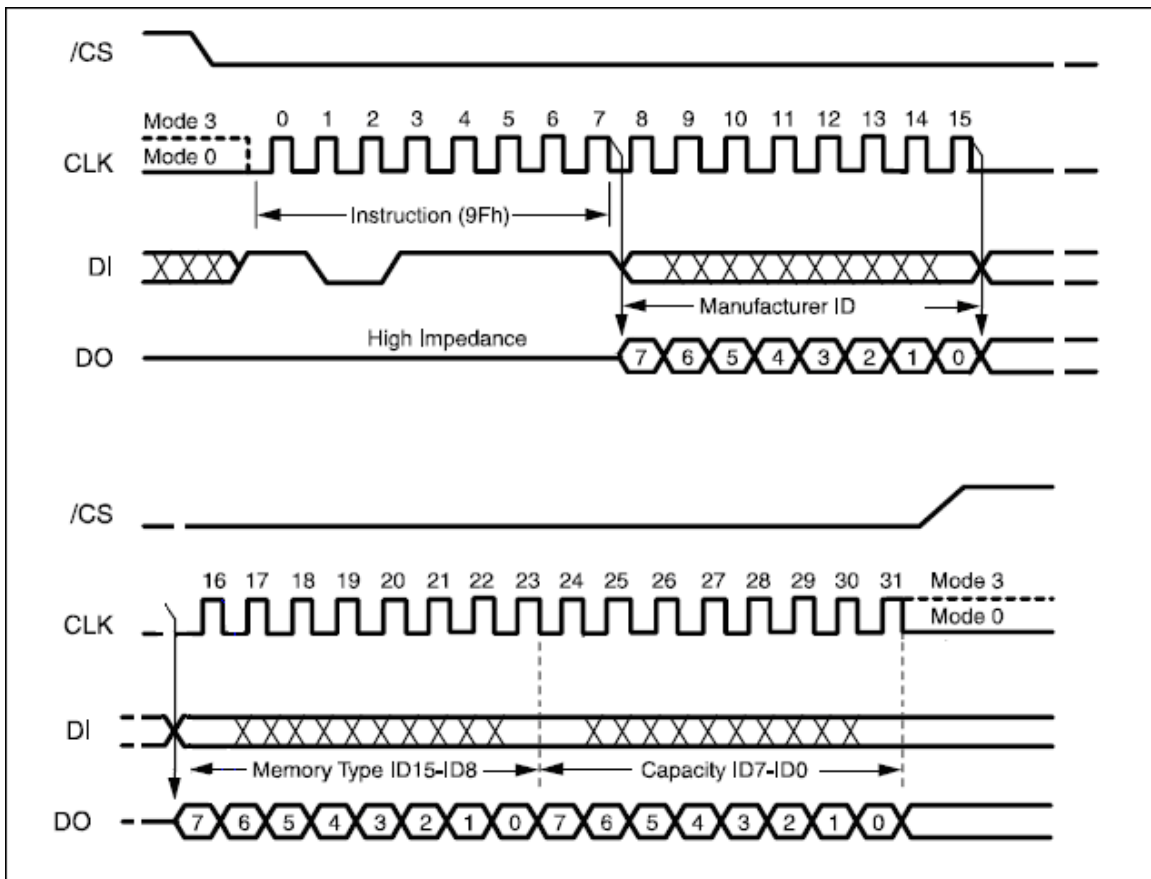 /CS
Mode 3
0 1 2 3 4 5 6 7 8 9 10 11 12 13 14 15
CLK
Mode 0
Instruction (9Fh)
DI
Manufacturer ID
High Impedance
DO
7 6 5 4 3 2 1 0
/CS
16 17 18 19 20 21 22 23 24 25 26 27 28 29 30 31
Mode 3
CLK
Mode 0
DI
Memory Type ID15-ID8
Capacity ID7-ID0
DO
7 6 5 4 3 2 1 0 7 6 5 4 3 2 1 0